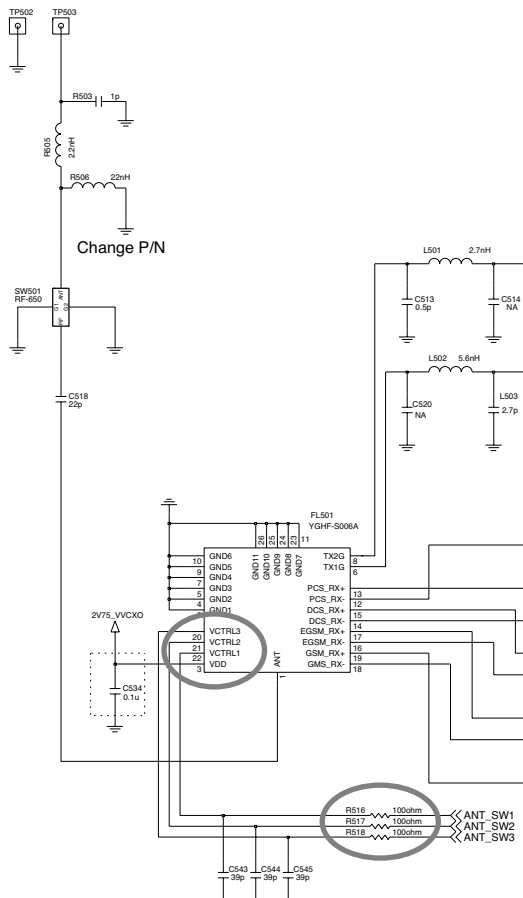 TP502
TP503
R503
1p
R505
2.2nH
R506
22nH
Change P/N
SW501
RF-650
ANT
G1
G2
RF
C518
22p
L501
2.7nH
C513
0.5p
C514
NA
L502
5.6nH
C520
NA
L503
2.7p
FL501
YGHF-S006A
26
25
24
23
11
GND11
GND10
GND9
GND8
GND7
GND6
10
GND5
9
GND4
7
GND3
5
GND2
4
GND1
TX2G
8
TX1G
6
PCS_RX+
13
PCS_RX-
12
DCS_RX+
15
DCS_RX-
14
EGSM_RX+
17
EGSM_RX-
16
GSM_RX+
19
GMS_RX-
18
VCTRL3
20
VCTRL2
21
VCTRL1
22
VDD
3
ANT
1
2V75_VVCXO
C534
0.1u
R516
100ohm
ANT_SW1
R517
100ohm
ANT_SW2
R518
100ohm
ANT_SW3
C543
39p
C544
39p
C545
39p